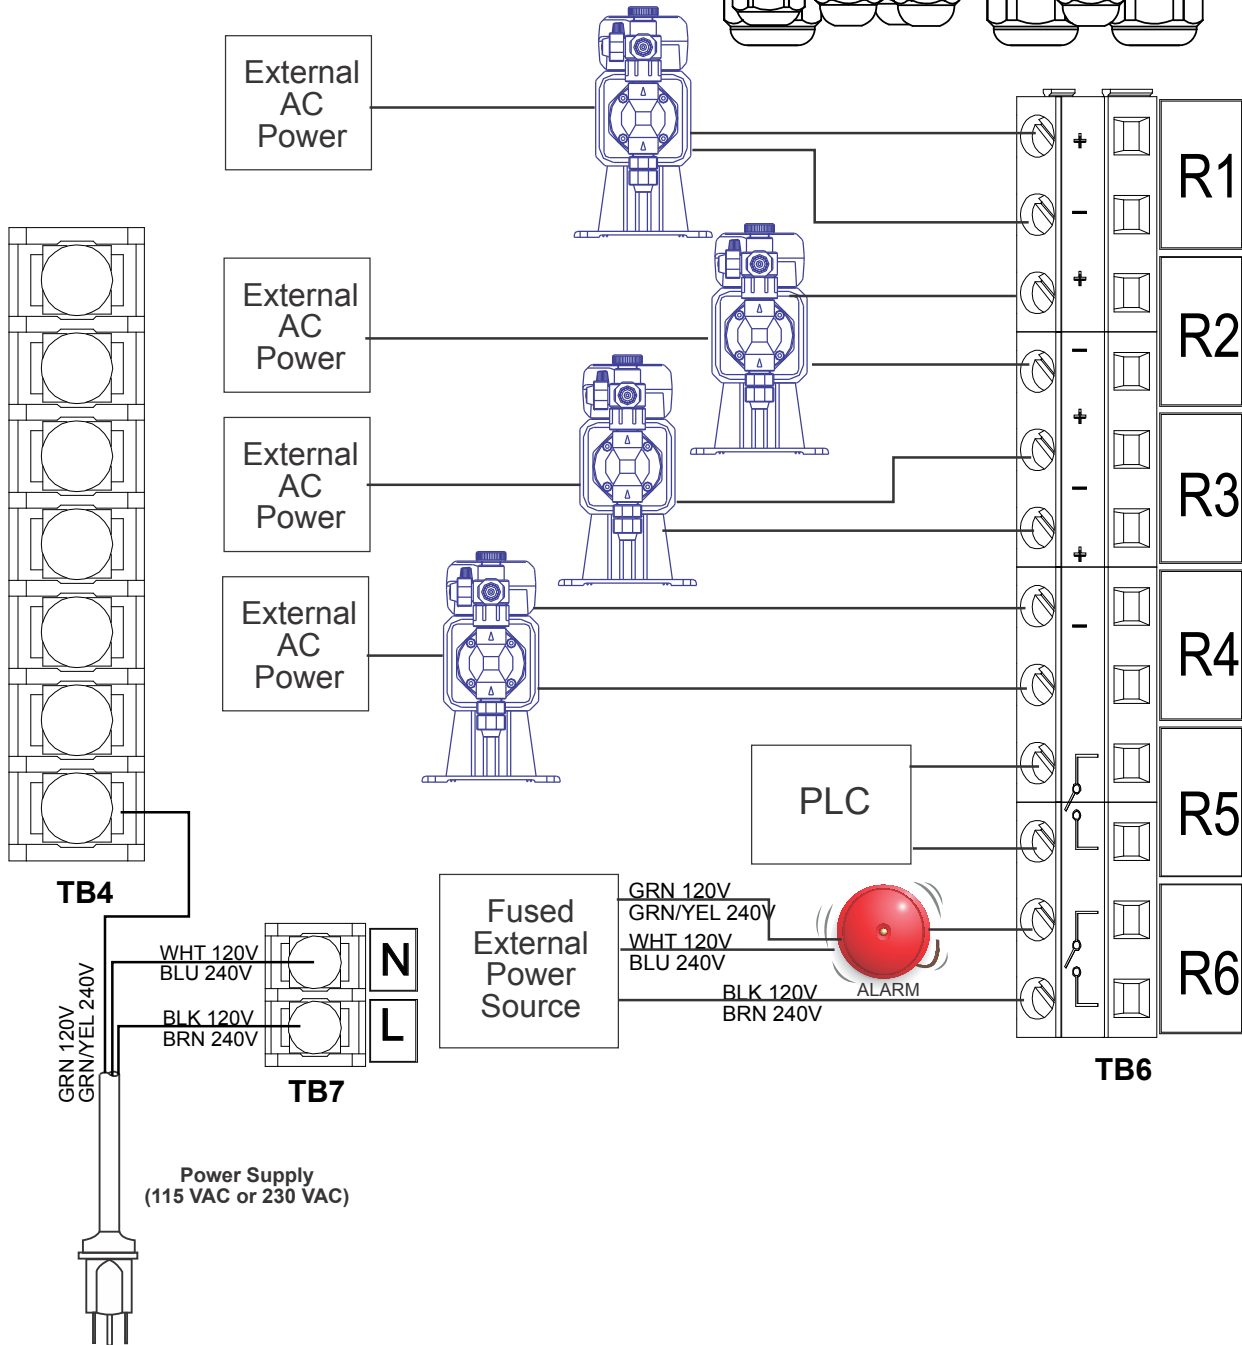 External
AC
Power
+
R1
−
External
AC
Power
+
R2
−
External
AC
Power
+
R3
−
External
AC
Power
+
R4
−
PLC
R5
TB4
Fused
External
Power
Source
GRN 120V
GRN/YEL 240V
WHT 120V
BLU 240V
BLK 120V
BRN 240V
ALARM
R6
TB6
WHT 120V
BLU 240V
N
BLK 120V
BRN 240V
L
TB7
GRN 120V
GRN/YEL 240V
Power Supply
(115 VAC or 230 VAC)